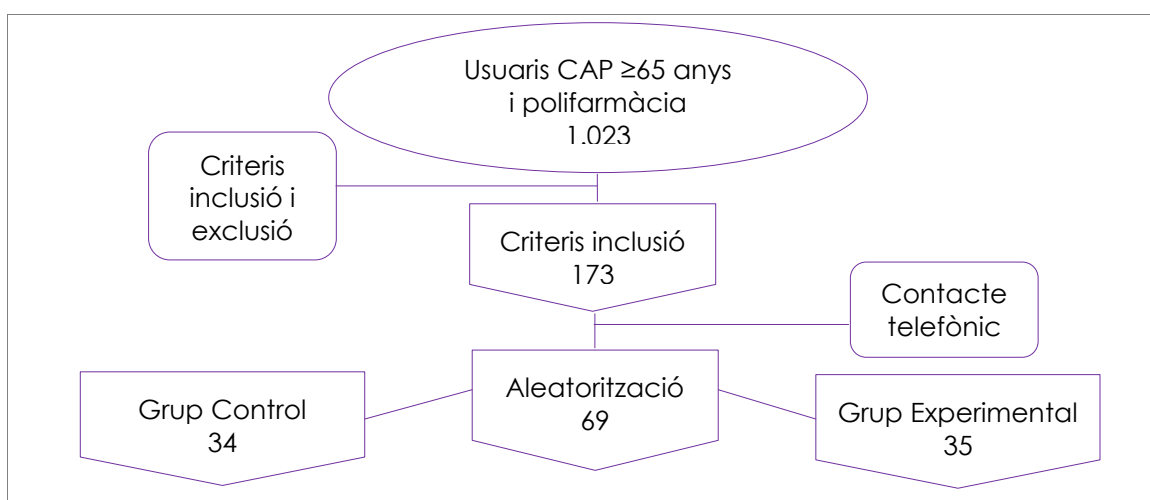 Usuaris CAP ≥65 anys
i polifarmàcia
1.023
Criteris
inclusió i
exclusió
Criteris inclusió
173
Contacte
telefònic
Aleatorització
69
Grup Control
34
Grup Experimental
35